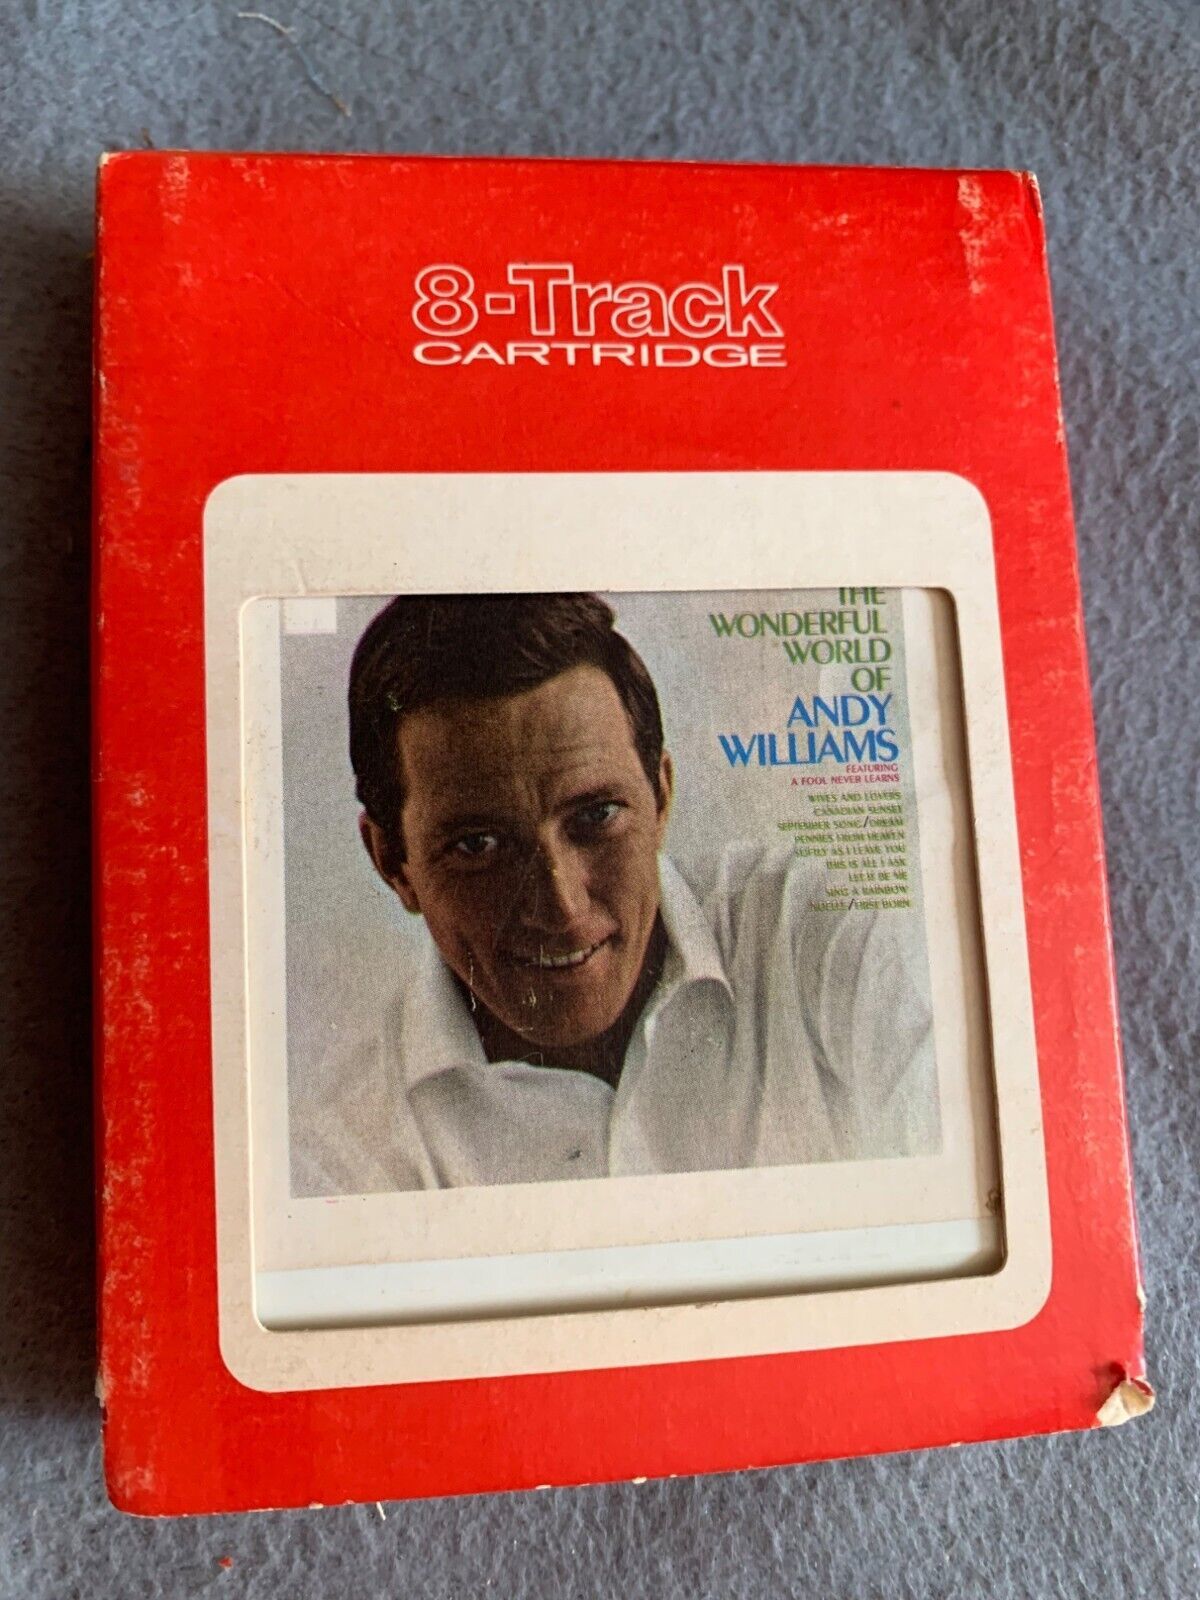 8-Track
CARTRIDGE
THE
WONDERFUL
WORLD
OF
ANDY
WILLIAMS
FEATURING
A FOOL NEVER LEARNS
WIVES AND LOVERS
CANADIAN SUNSET
SEPTEMBER SONG/DREAM
PENNIES FROM HEAVEN
SOFTLY AS I LEAVE YOU
THIS IS ALL I ASK
LET IT BE ME
SING A RAINBOW
NOELLE/FIRST BORN